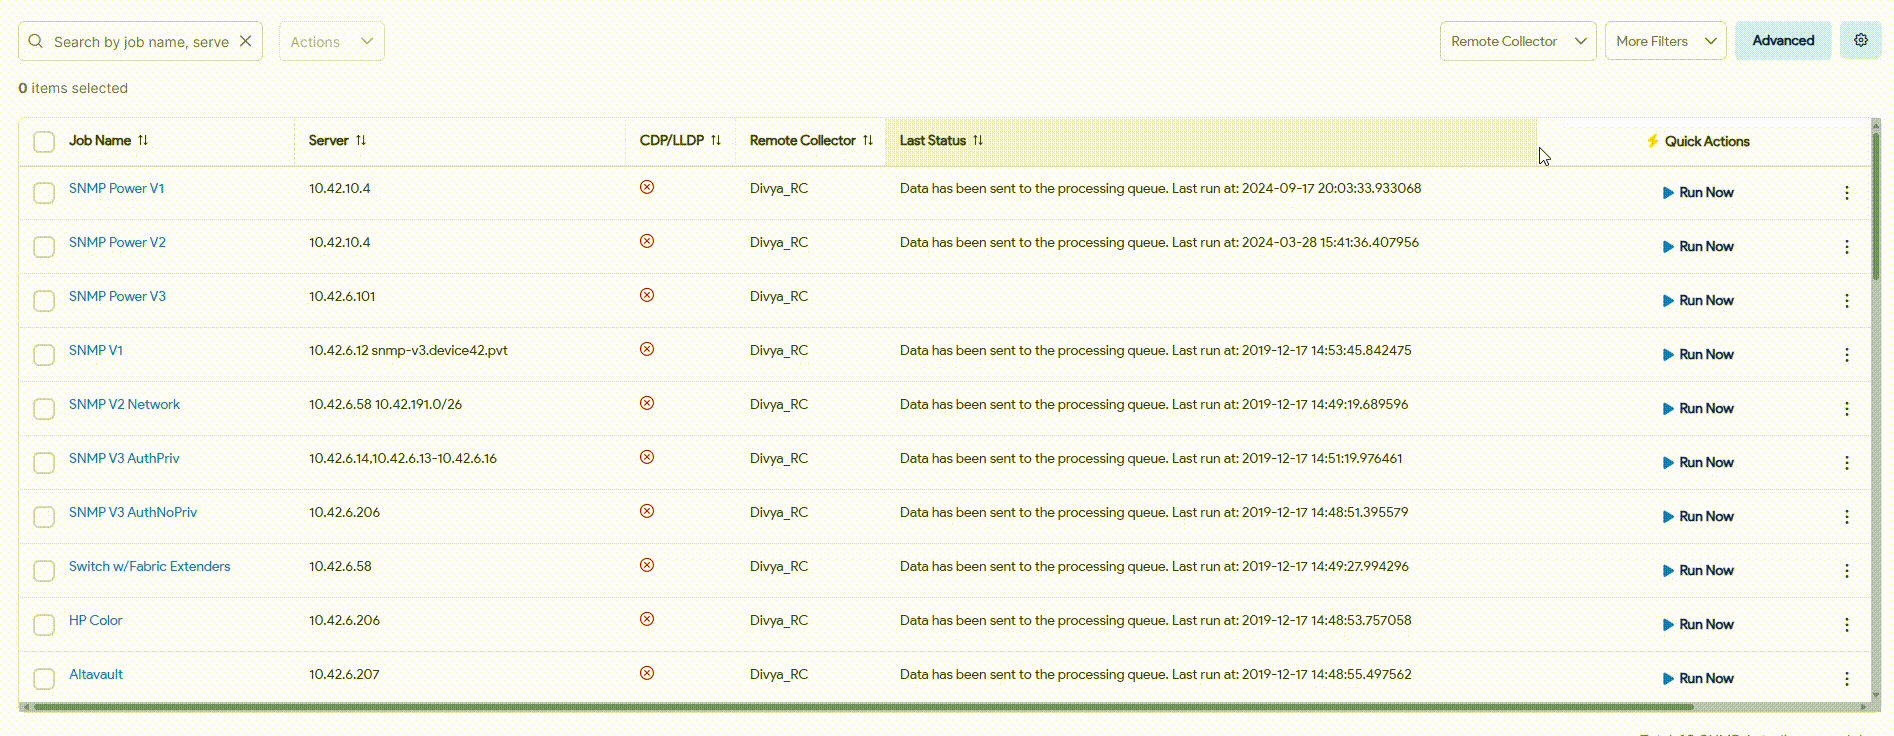 Search by job name, serve Actions Remote Collector More Filters Advanced
0 items selected
Job Name Server CDP/LLDP Remote Collector Last Status Quick Actions
SNMP Power V1 10.42.10.4 Divya_RC Data has been sent to the processing queue. Last run at: 2024-09-17 20:03:33.933068 Run Now
SNMP Power V2 10.42.10.4 Divya_RC Data has been sent to the processing queue. Last run at: 2024-03-28 15:41:36.407956 Run Now
SNMP Power V3 10.42.6.101 Divya_RC Run Now
SNMP V1 10.42.6.12 snmp-v3.device42.pvt Divya_RC Data has been sent to the processing queue. Last run at: 2019-12-17 14:53:45.842475 Run Now
SNMP V2 Network 10.42.6.58 10.42.191.0/26 Divya_RC Data has been sent to the processing queue. Last run at: 2019-12-17 14:49:19.689596 Run Now
SNMP V3 AuthPriv 10.42.6.14,10.42.6.13-10.42.6.16 Divya_RC Data has been sent to the processing queue. Last run at: 2019-12-17 14:51:19.976461 Run Now
SNMP V3 AuthNoPriv 10.42.6.206 Divya_RC Data has been sent to the processing queue. Last run at: 2019-12-17 14:48:51.395579 Run Now
Switch w/Fabric Extenders 10.42.6.58 Divya_RC Data has been sent to the processing queue. Last run at: 2019-12-17 14:49:27.994296 Run Now
HP Color 10.42.6.206 Divya_RC Data has been sent to the processing queue. Last run at: 2019-12-17 14:48:53.757058 Run Now
Altavault 10.42.6.207 Divya_RC Data has been sent to the processing queue. Last run at: 2019-12-17 14:48:55.497562 Run Now